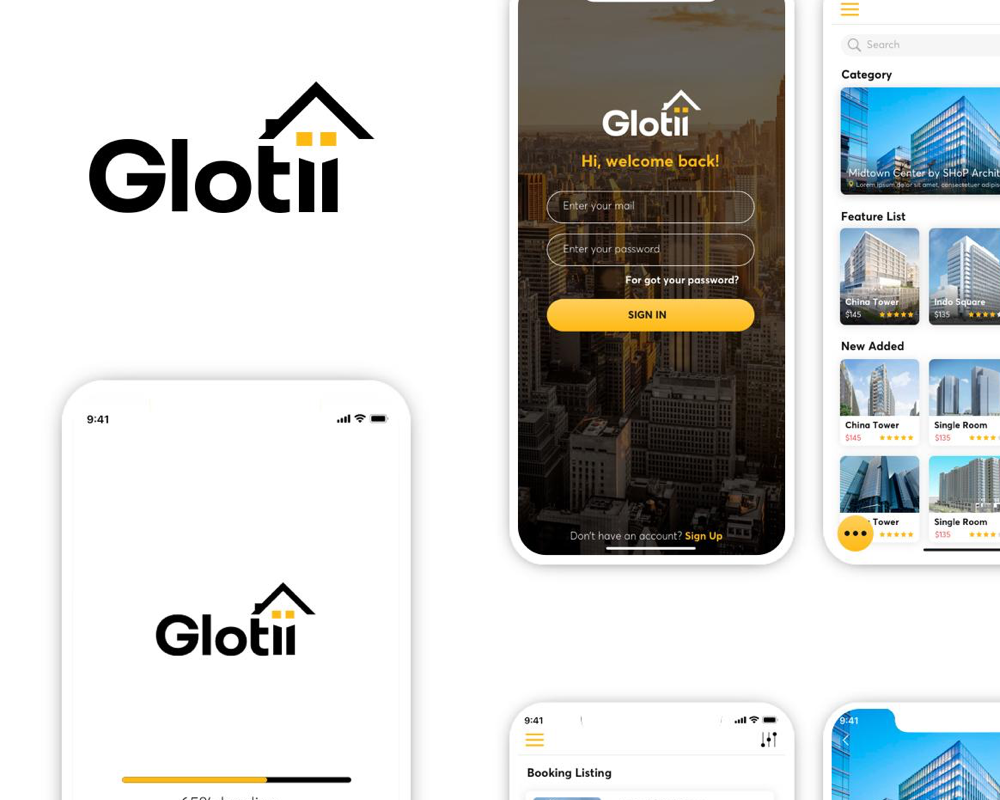 Glotii
9:41
Glotii
Glotii
Hi, welcome back!
Enter your mail
Enter your password
For got your password?
SIGN IN
Don't have an account? Sign Up
Search
Category
Midtown Center by SHoP Archit
Lorem ipsum dolor sit amet, consectetuer adipis
Feature List
China Tower
$145
Indo Square
$135
New Added
China Tower
$145
Single Room
$135
Tower
Single Room
$135
9:41
Booking Listing
9:41